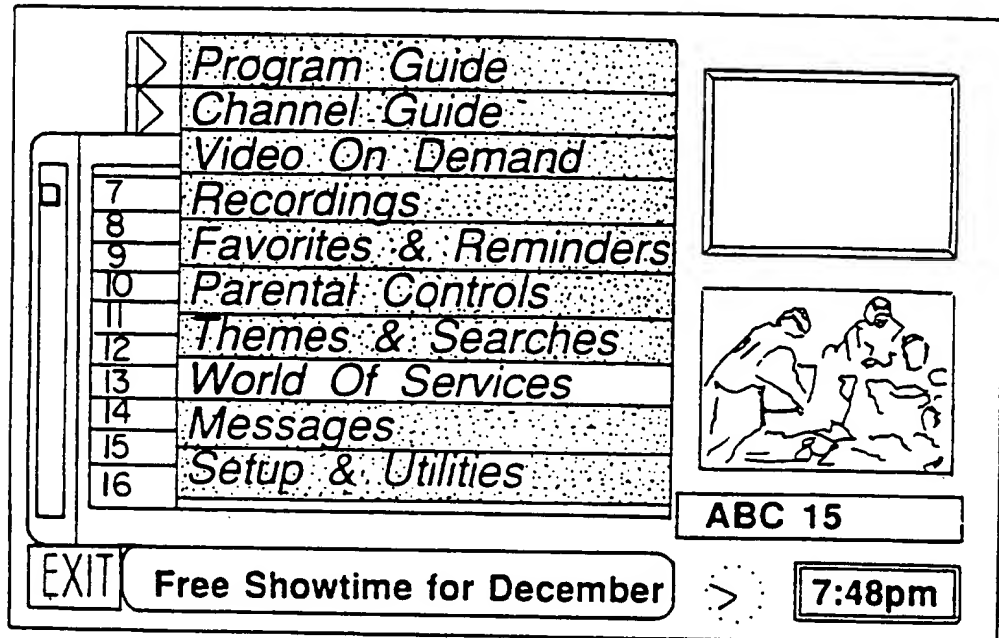 Program Guide
Channel Guide
Video On Demand
7 Recordings
8
9 Favorites & Reminders
10 Parental Controls
11
12 Themes & Searches
13 World Of Services
14 Messages
15
16 Setup & Utilities
ABC 15
EXIT Free Showtime for December 7:48pm